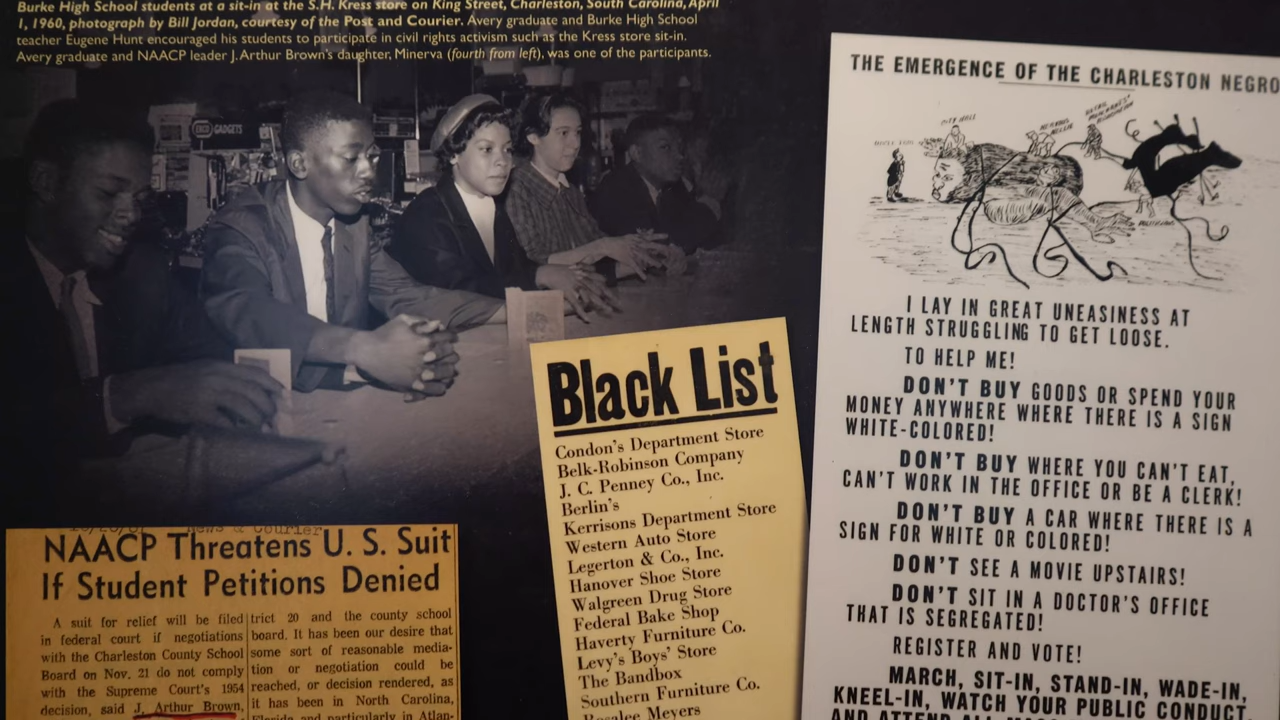 Burke High School students at a sit-in at the S.H. Kress store on King Street, Charleston, South Carolina, April
1, 1960, photograph by Bill Jordan, courtesy of the Post and Courier. Avery graduate and Burke High School
teacher Eugene Hunt encouraged his students to participate in civil rights activism such as the Kress store sit-in.
Avery graduate and NAACP leader J. Arthur Brown's daughter, Minerva (fourth from left), was one of the participants.
GADGETS
News & Courier
NAACP Threatens U. S. Suit
If Student Petitions Denied
A suit for relief will be filed
in federal court if negotiations
with the Charleston County School
Board on Nov. 21 do not comply
with the Supreme Court's 1954
decision, said J. Arthur Brown,
trict 20 and the county school
board. It has been our desire that
some sort of reasonable media-
tion or negotiation could be
reached, or decision rendered, as
it has been in North Carolina,
Florida and particularly in Atlan-
Black List
Condon's Department Store
Belk-Robinson Company
J. C. Penney Co., Inc.
Berlin's
Kerrisons Department Store
Western Auto Store
Legerton & Co., Inc.
Hanover Shoe Store
Walgreen Drug Store
Federal Bake Shop
Haverty Furniture Co.
Levy's Boys' Store
The Bandbox
Southern Furniture Co.
Rosalee Meyers
THE EMERGENCE OF THE CHARLESTON NEGRO
CITY HALL
I LAY IN GREAT UNEASINESS AT
LENGTH STRUGGLING TO GET LOOSE.
TO HELP ME!
DON'T BUY GOODS OR SPEND YOUR
MONEY ANYWHERE WHERE THERE IS A SIGN
WHITE-COLORED!
DON'T BUY WHERE YOU CAN'T EAT,
CAN'T WORK IN THE OFFICE OR BE A CLERK!
DON'T BUY A CAR WHERE THERE IS A
SIGN FOR WHITE OR COLORED!
DON'T SEE A MOVIE UPSTAIRS!
DON'T SIT IN A DOCTOR'S OFFICE
THAT IS SEGREGATED!
REGISTER AND VOTE!
MARCH, SIT-IN, STAND-IN, WADE-IN,
KNEEL-IN, WATCH YOUR PUBLIC CONDUCT,
AND ATTEND ALL MASS